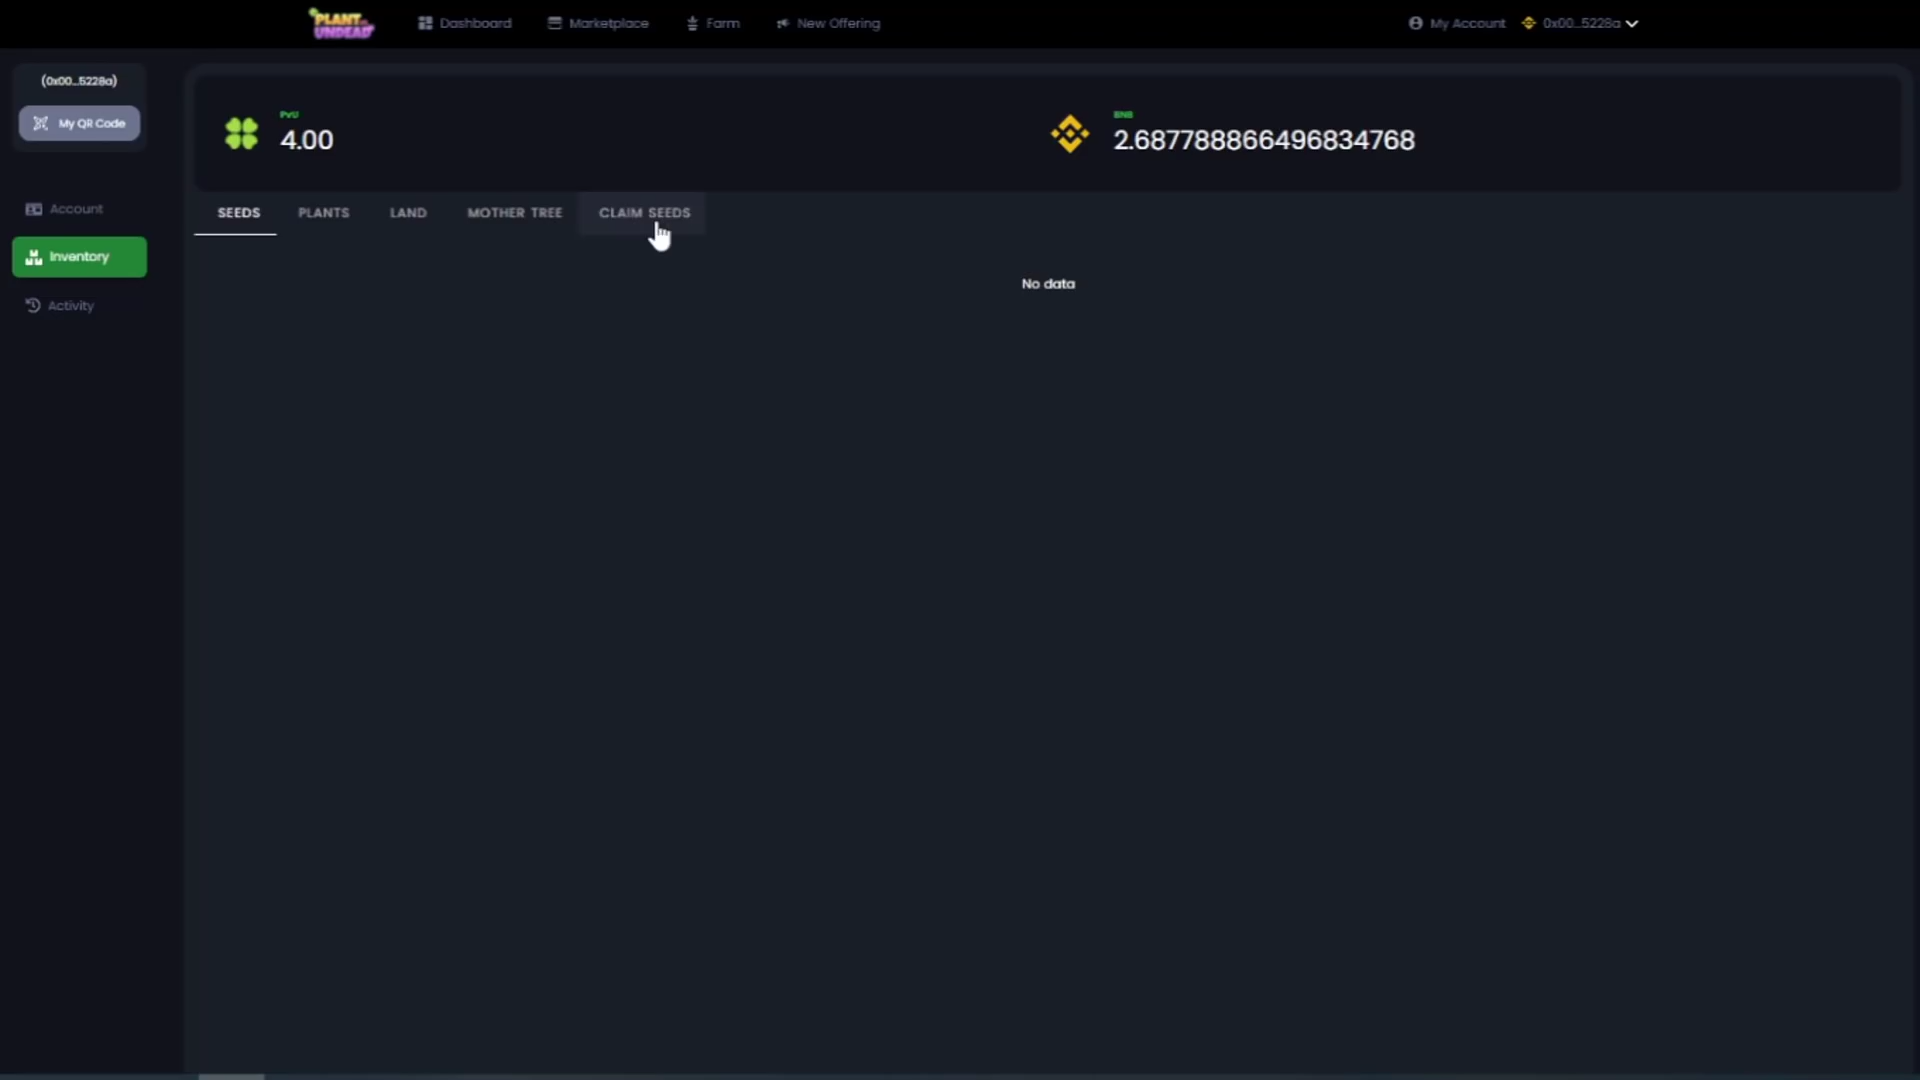 PLANT vs UNDEAD
Dashboard
Marketplace
Farm
New Offering
My Account
0x00...5228a
(0x00...5228a)
My QR Code
Account
Inventory
Activity
PVU
4.00
BNB
2.687788866496834768
SEEDS
PLANTS
LAND
MOTHER TREE
CLAIM SEEDS
No data